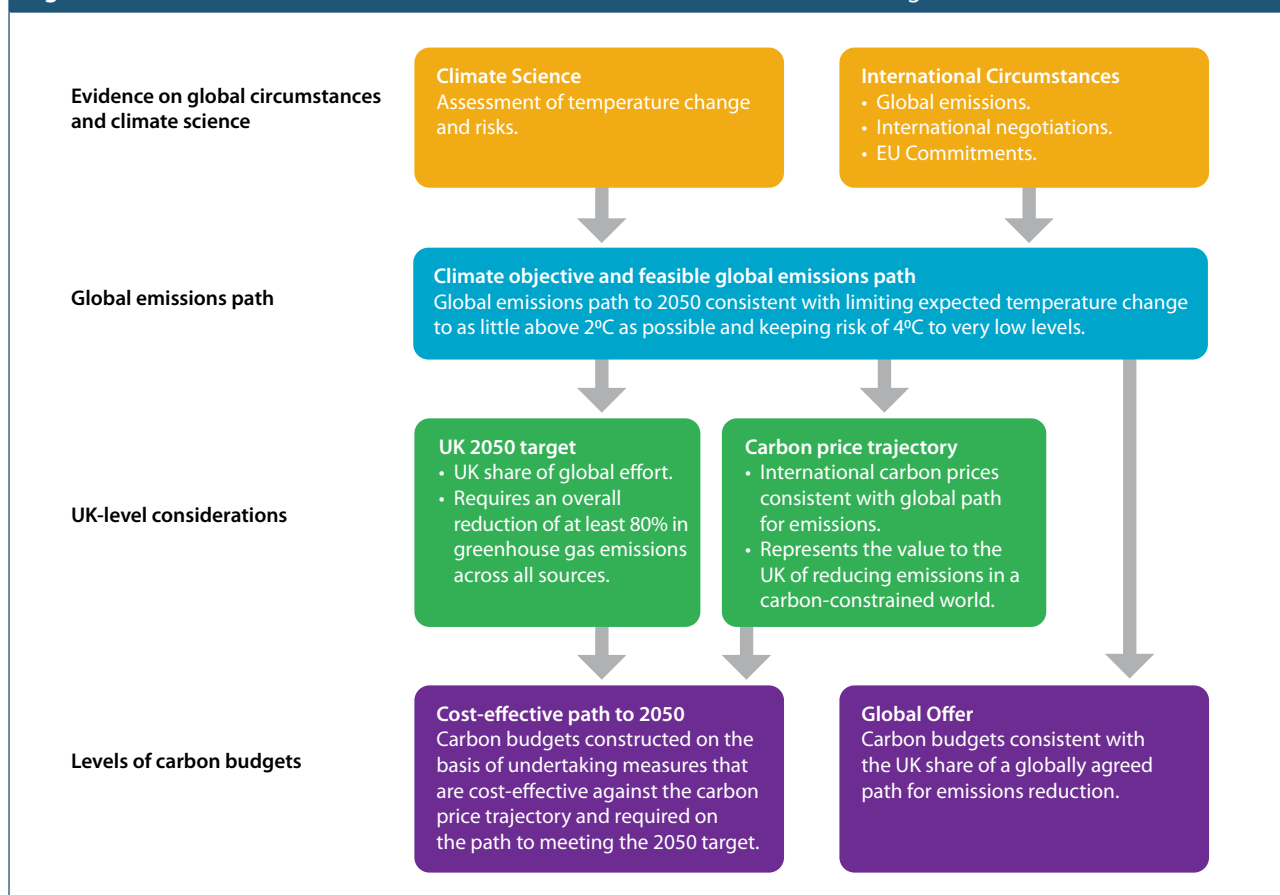 Evidence on global circumstances
and climate science
Climate Science
Assessment of temperature change
and risks.
International Circumstances
• Global emissions.
• International negotiations.
• EU Commitments.
Global emissions path
Climate objective and feasible global emissions path
Global emissions path to 2050 consistent with limiting expected temperature change
to as little above 2ºC as possible and keeping risk of 4ºC to very low levels.
UK-level considerations
UK 2050 target
• UK share of global effort.
• Requires an overall
reduction of at least 80% in
greenhouse gas emissions
across all sources.
Carbon price trajectory
• International carbon prices
consistent with global path
for emissions.
• Represents the value to the
UK of reducing emissions in a
carbon-constrained world.
Levels of carbon budgets
Cost-effective path to 2050
Carbon budgets constructed on the
basis of undertaking measures that
are cost-effective against the carbon
price trajectory and required on
the path to meeting the 2050 target.
Global Offer
Carbon budgets consistent with
the UK share of a globally agreed
path for emissions reduction.